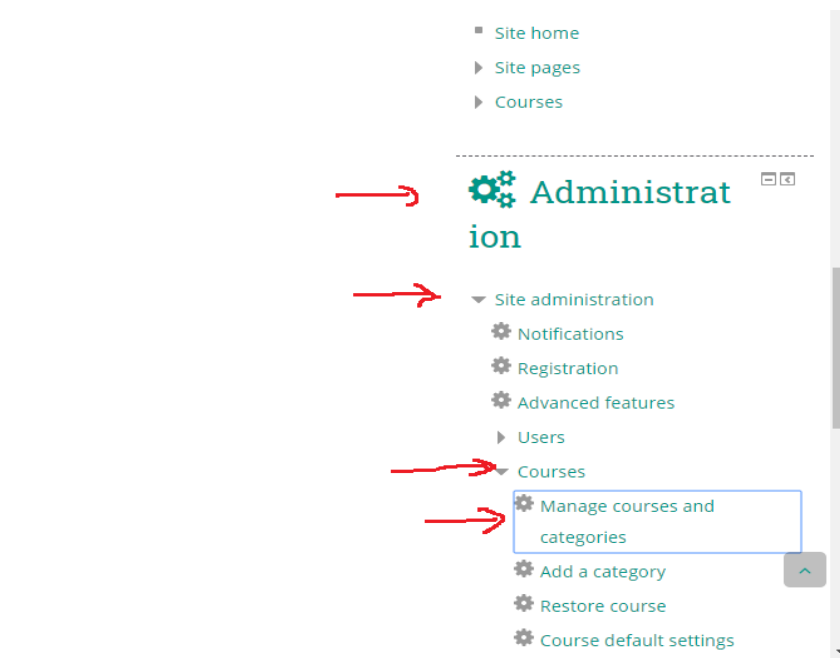 Site home
Site pages
Courses
Administrat
ion
Site administration
Notifications
Registration
Advanced features
Users
Courses
Manage courses and
categories
Add a category
Restore course
Course default settings